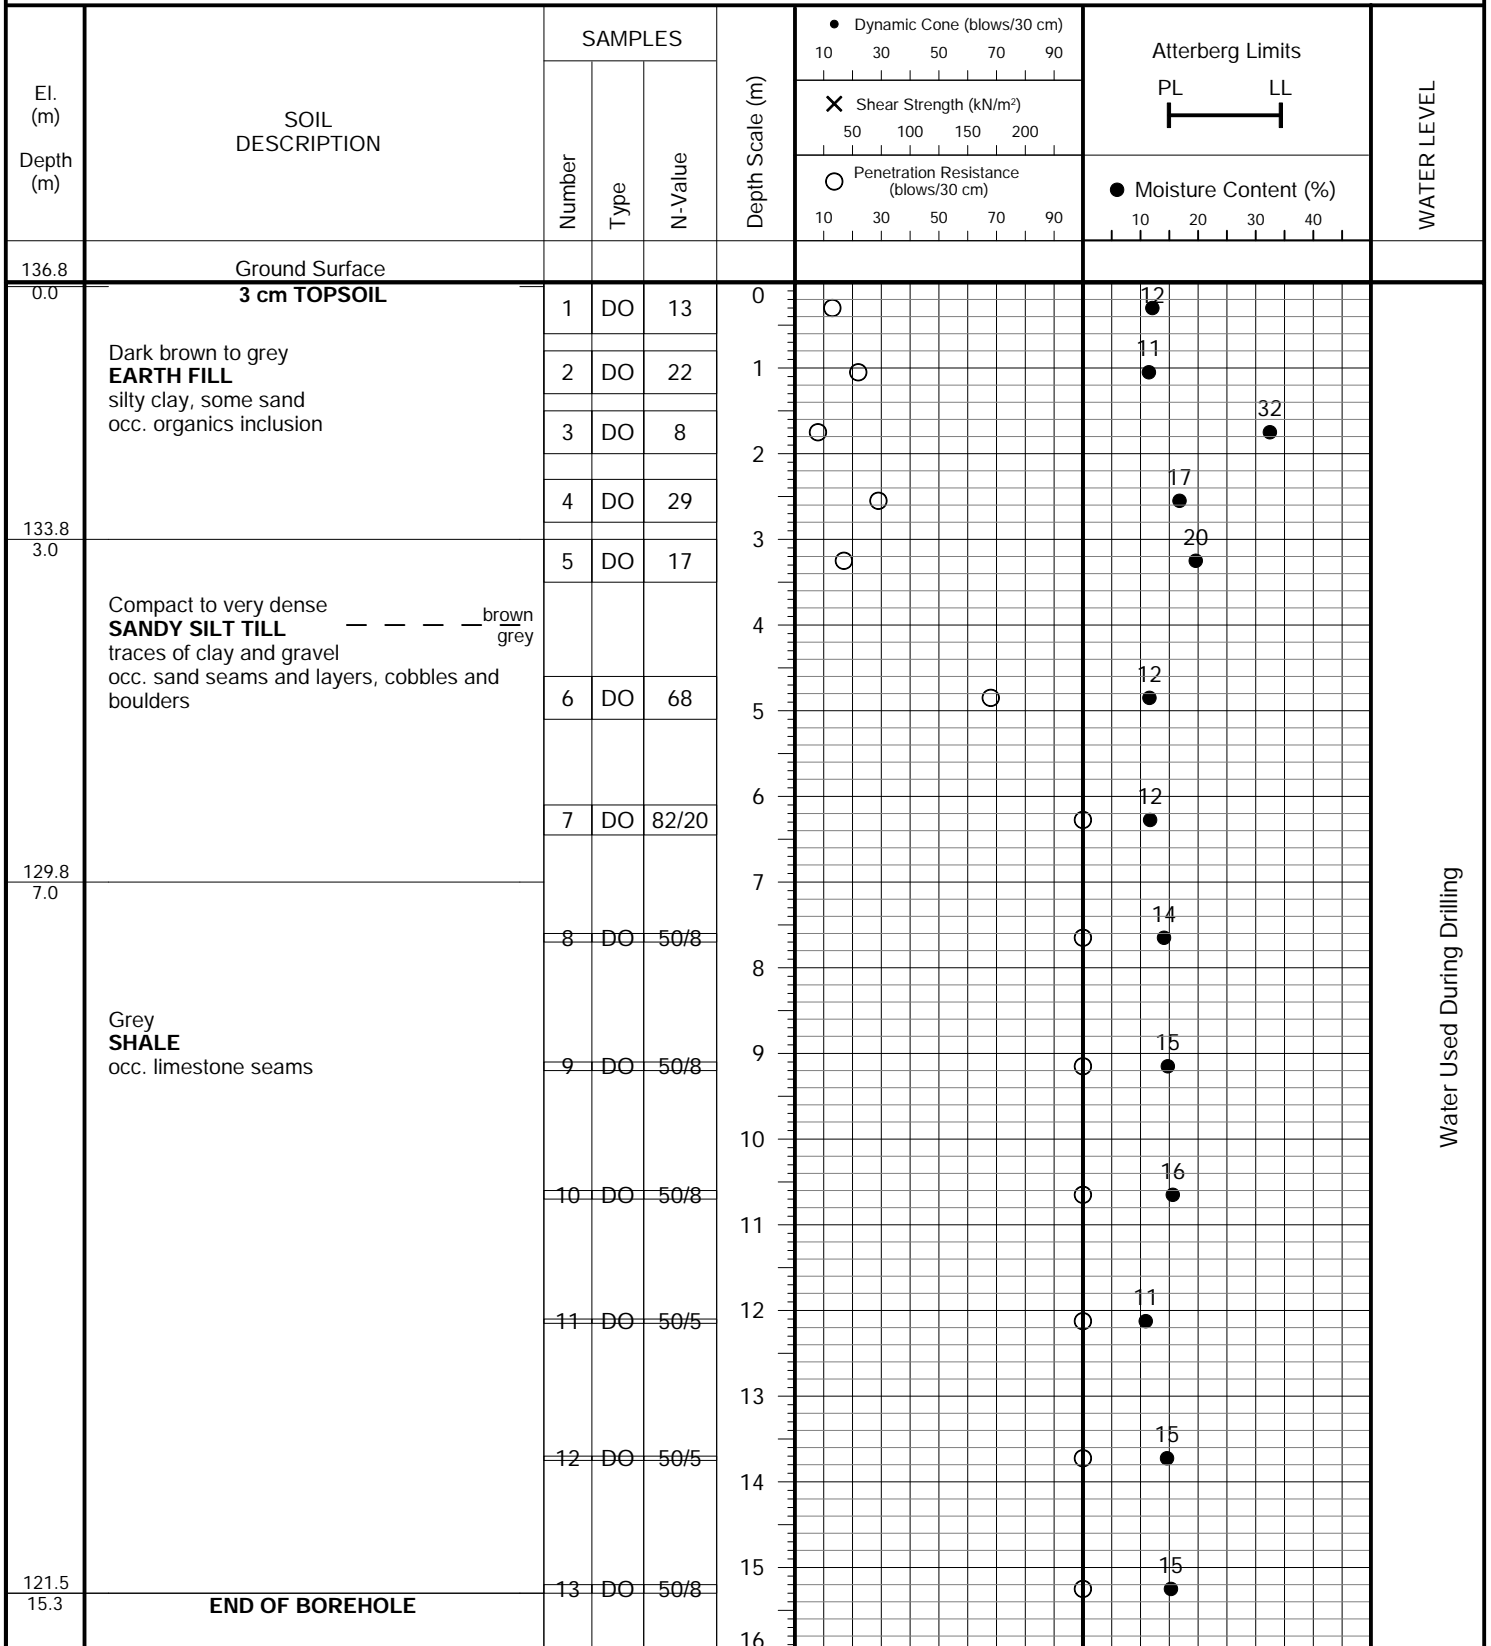 El.
(m)
Depth
(m)
SOIL
DESCRIPTION
SAMPLES
Number
Type
N-Value
Depth Scale (m)
Dynamic Cone (blows/30 cm)
10 30 50 70 90
Shear Strength (kN/m²)
50 100 150 200
Penetration Resistance
(blows/30 cm)
10 30 50 70 90
Atterberg Limits
PL LL
Moisture Content (%)
10 20 30 40
WATER LEVEL
136.8 Ground Surface
0.0 3 cm TOPSOIL
0
1 DO 13
12
Dark brown to grey
EARTH FILL
silty clay, some sand
occ. organics inclusion
11
1
2 DO 22
32
3 DO 8
2
17
4 DO 29
133.8
3.0
3
20
5 DO 17
Compact to very dense
SANDY SILT TILL
traces of clay and gravel
occ. sand seams and layers, cobbles and
boulders
brown
grey
4
12
6 DO 68
5
6
12
7 DO 82/20
129.8
7.0
7
14
8 DO 50/8
8
Grey
SHALE
occ. limestone seams
15
9
9 DO 50/8
10
16
10 DO 50/8
11
11
12
11 DO 50/5
13
15
12 DO 50/5
14
15
15
13 DO 50/8
121.5
15.3
END OF BOREHOLE
16
Water Used During Drilling